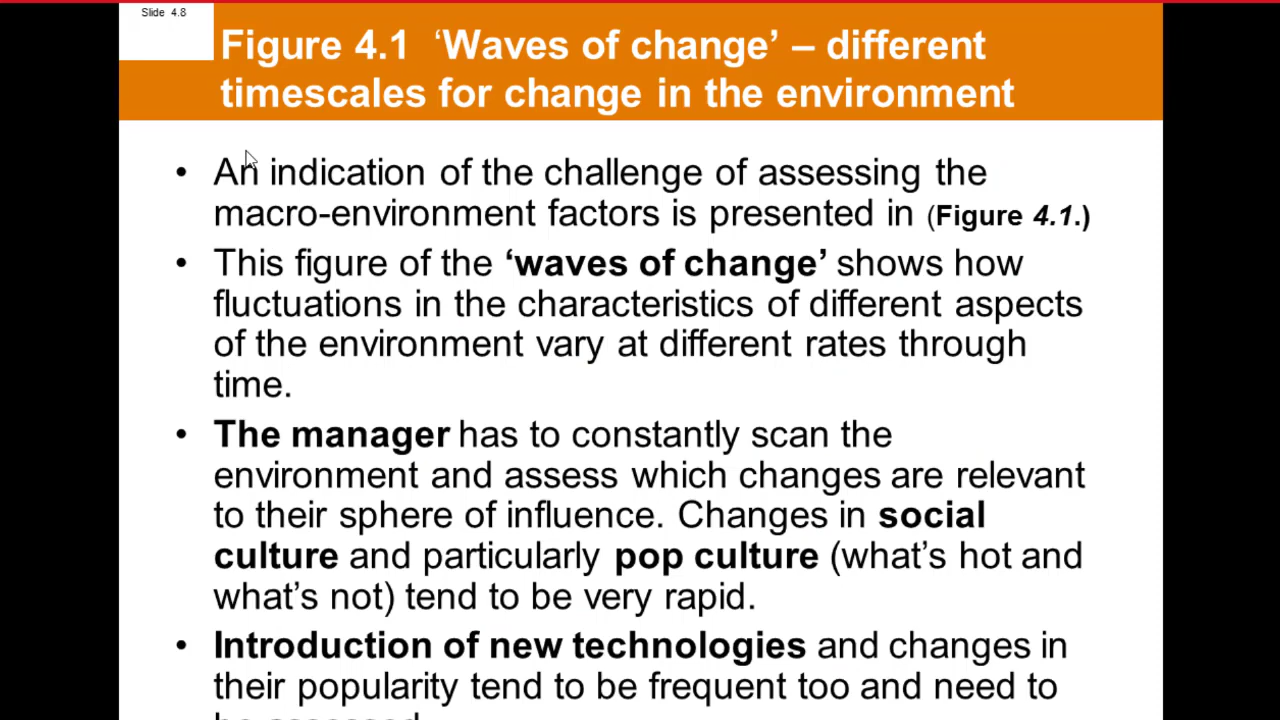 Slide 4.8
Figure 4.1 ‘Waves of change’ – different
timescales for change in the environment
• An indication of the challenge of assessing the
macro-environment factors is presented in (Figure 4.1.)
• This figure of the ‘waves of change’ shows how
fluctuations in the characteristics of different aspects
of the environment vary at different rates through
time.
• The manager has to constantly scan the
environment and assess which changes are relevant
to their sphere of influence. Changes in social
culture and particularly pop culture (what’s hot and
what’s not) tend to be very rapid.
• Introduction of new technologies and changes in
their popularity tend to be frequent too and need to
be assessed